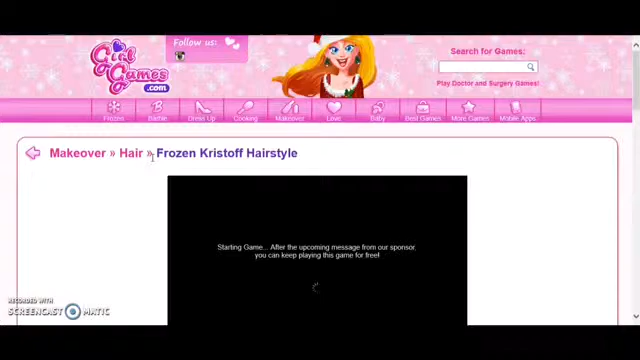 Follow us:
Girl
Games
.com
Search for Games:
Play Doctor and Surgery Games!
Frozen
Barbie
Dress Up
Cooking
Makeover
Love
Baby
Best Games
More Games
Mobile Apps
Makeover » Hair » Frozen Kristoff Hairstyle
Starting Game... After the upcoming message from our sponsor,
you can keep playing this game for free!
RECORDED WITH
SCREENCAST MATIC